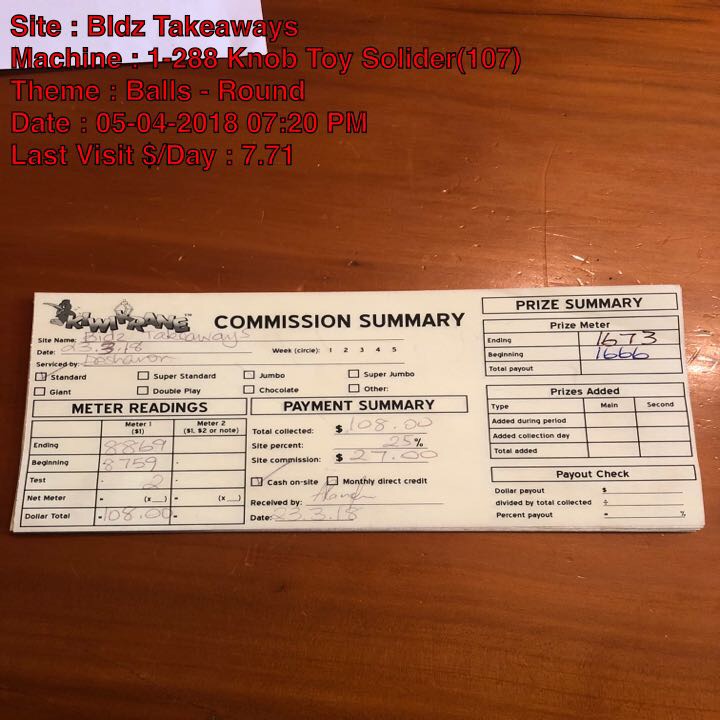 Site : Bldz Takeaways
Machine : 1-288 Knob Toy Solider(107)
Theme : Balls - Round
Date : 05-04-2018 07:20 PM
Last Visit $/Day : 7.71
KIWIKRANE ™
COMMISSION SUMMARY
Site Name: Bldz Takeaways
Date: 23.3.18
Week (circle): 1 2 3 4 5
Serviced by:
Standard Super Standard Jumbo Super Jumbo
Giant Double Play Chocolate Other:
METER READINGS
Meter 1 ($1) Meter 2 ($1, $2 or note)
Ending 8869
Beginning 8759
Test 2
Net Meter = (x__) = (x__)
Dollar Total =108.00 =
PAYMENT SUMMARY
Total collected: $ 108.00
Site percent: 25%
Site commission: $ 27.00
Cash on-site Monthly direct credit
Received by:
Date: 23.3.18
PRIZE SUMMARY
Prize Meter
Ending 1673
Beginning 1666
Total payout
Prizes Added
Type Main Second
Added during period
Added collection day
Total added
Payout Check
Dollar payout $
divided by total collected ÷
Percent payout = %